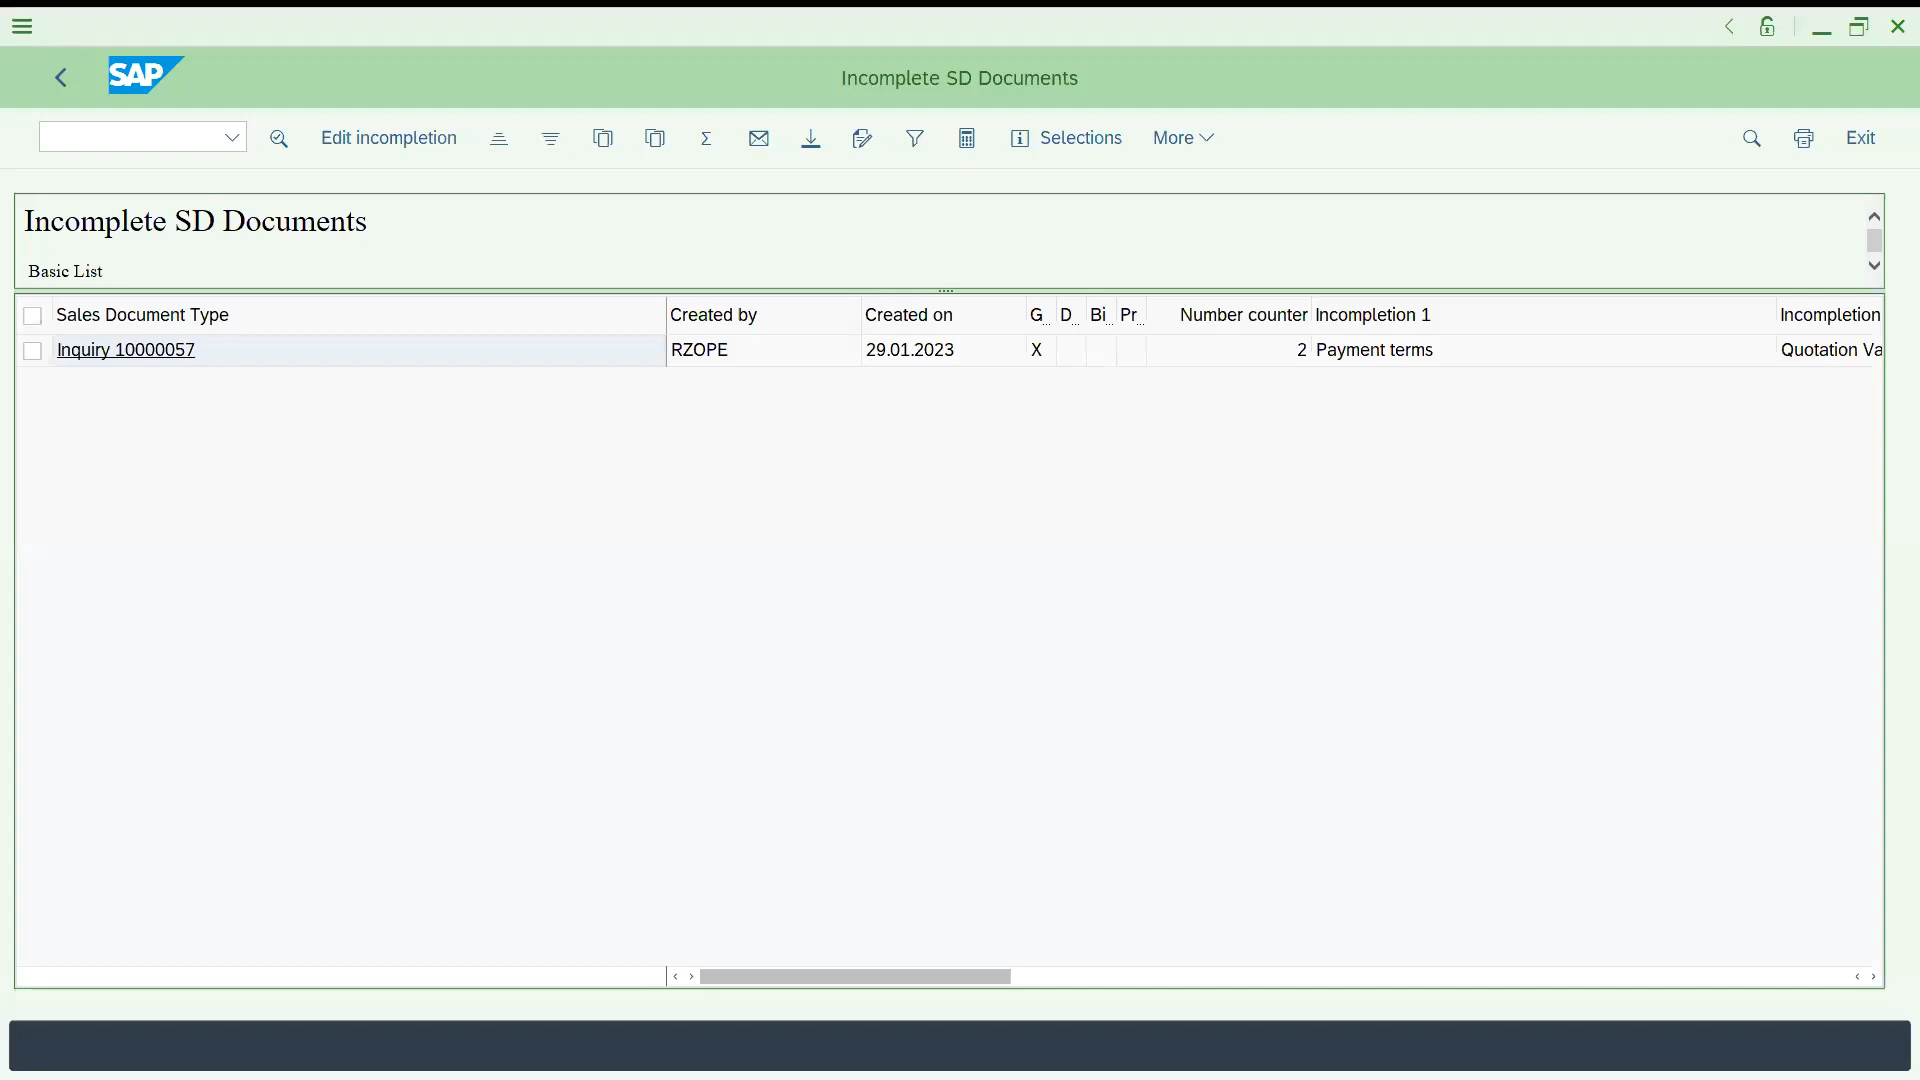 SAP
Incomplete SD Documents
Edit incompletion Selections More Exit
Incomplete SD Documents
Basic List
Sales Document Type Created by Created on G... D... Bi... Pr... Number counter Incompletion 1 Incompletion
Inquiry 10000057 RZOPE 29.01.2023 X 2 Payment terms Quotation Va